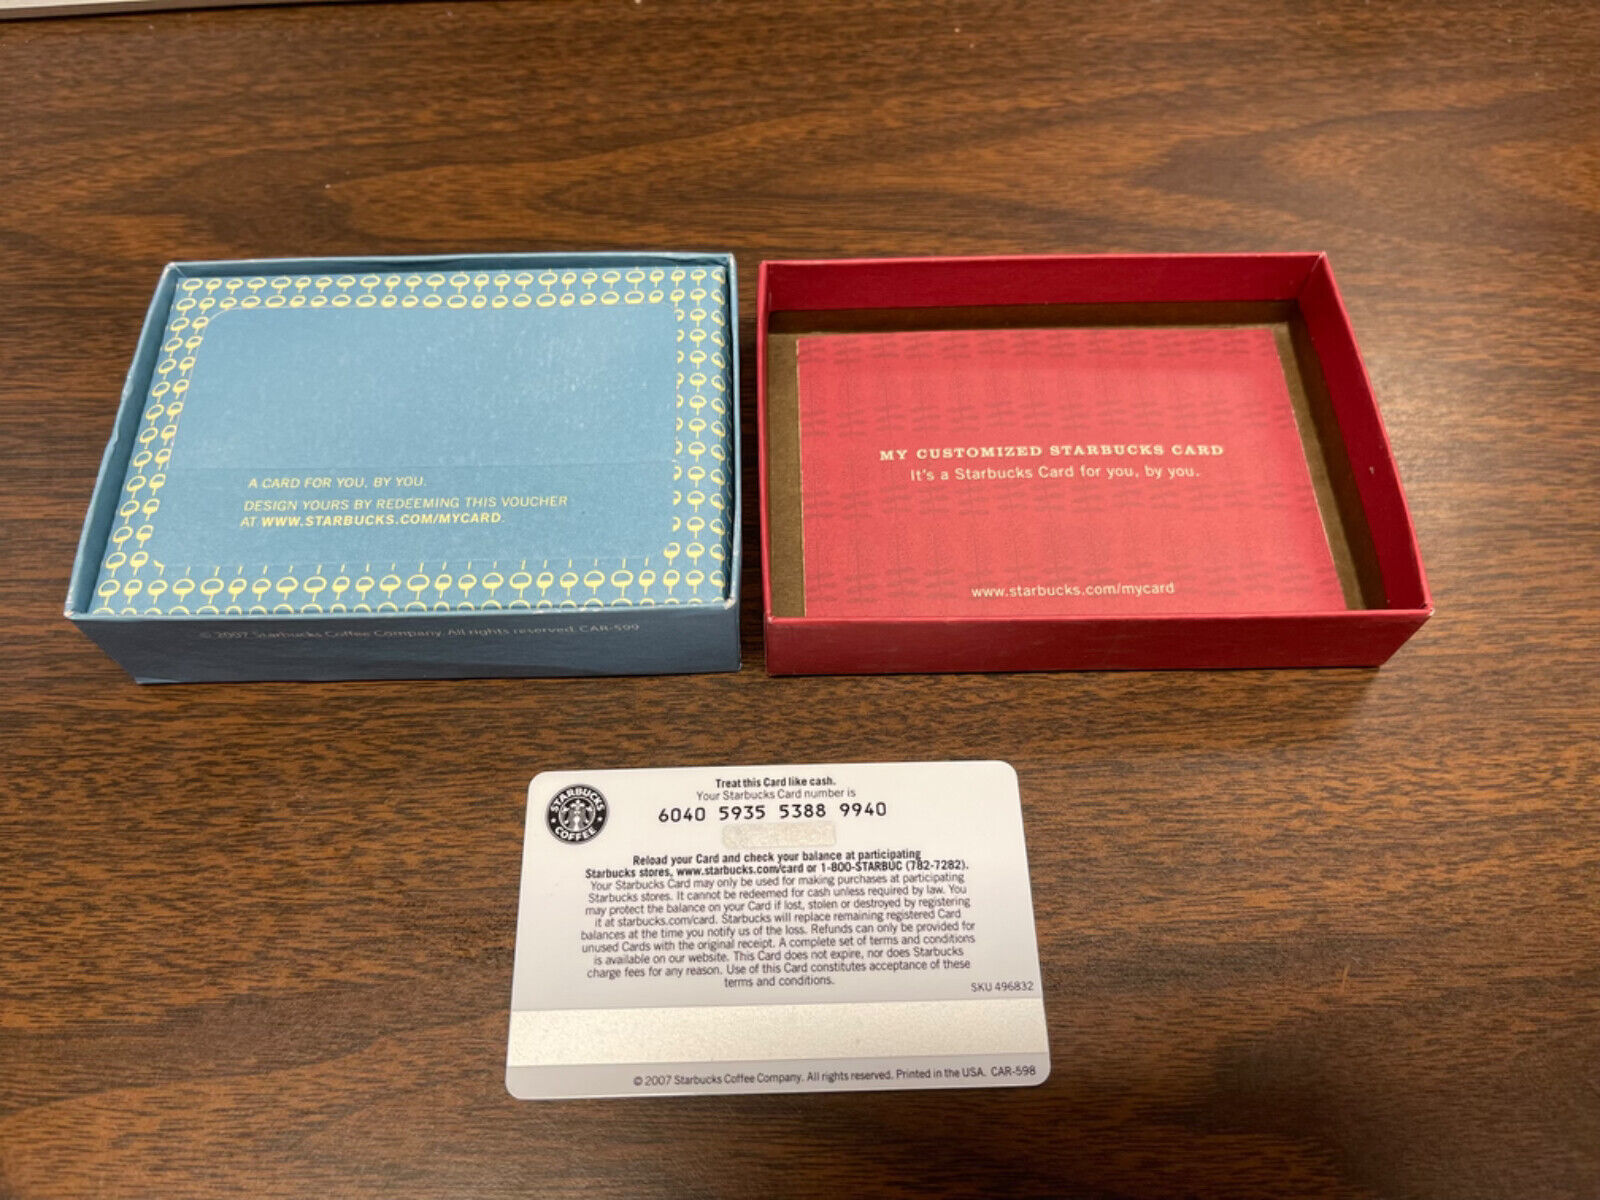 A CARD FOR YOU, BY YOU.
DESIGN YOURS BY REDEEMING THIS VOUCHER
AT WWW.STARBUCKS.COM/MYCARD.
© 2007 Starbucks Coffee Company. All rights reserved. CAR-599
MY CUSTOMIZED STARBUCKS CARD
It's a Starbucks Card for you, by you.
www.starbucks.com/mycard
STARBUCKS
COFFEE
Treat this Card like cash.
Your Starbucks Card number is
6040 5935 5388 9940
Reload your Card and check your balance at participating
Starbucks stores, www.starbucks.com/card or 1-800-STARBUC (782-7282).
Your Starbucks Card may only be used for making purchases at participating
Starbucks stores. It cannot be redeemed for cash unless required by law. You
may protect the balance on your Card if lost, stolen or destroyed by registering
it at starbucks.com/card. Starbucks will replace remaining registered Card
balances at the time you notify us of the loss. Refunds can only be provided for
unused Cards with the original receipt. A complete set of terms and conditions
is available on our website. This Card does not expire, nor does Starbucks
charge fees for any reason. Use of this Card constitutes acceptance of these
terms and conditions.
SKU 496832
© 2007 Starbucks Coffee Company. All rights reserved. Printed in the USA. CAR-598